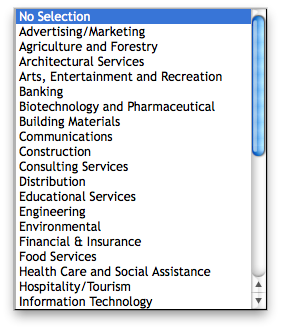 No Selection
Advertising/Marketing
Agriculture and Forestry
Architectural Services
Arts, Entertainment and Recreation
Banking
Biotechnology and Pharmaceutical
Building Materials
Communications
Construction
Consulting Services
Distribution
Educational Services
Engineering
Environmental
Financial & Insurance
Food Services
Health Care and Social Assistance
Hospitality/Tourism
Information Technology